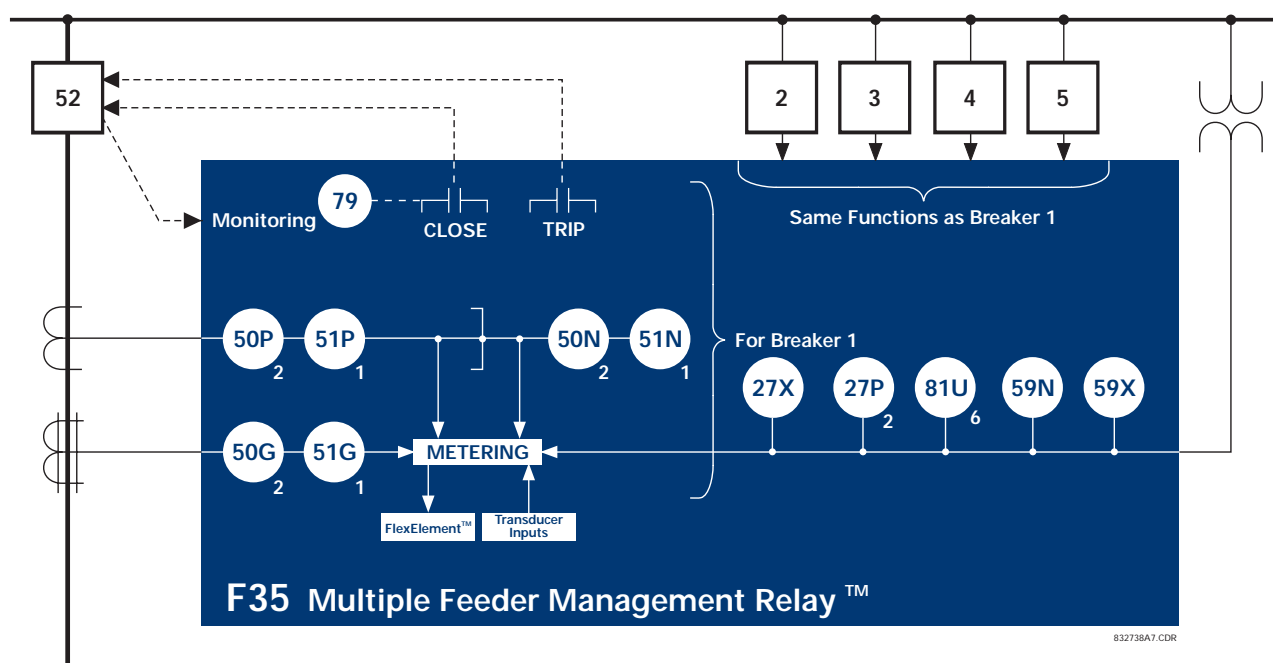 52
2
3
4
5
Monitoring
79
CLOSE
TRIP
Same Functions as Breaker 1
50P
2
51P
1
50N
2
51N
1
For Breaker 1
27X
27P
2
81U
6
59N
59X
50G
2
51G
1
METERING
FlexElement™
Transducer
Inputs
F35 Multiple Feeder Management Relay ™
832738A7.CDR